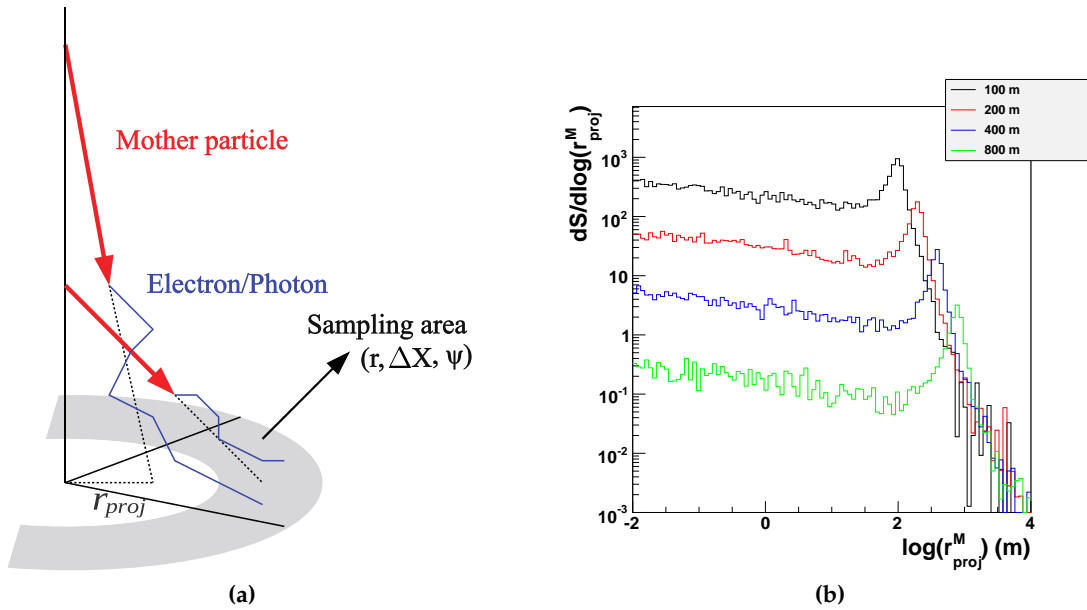 Mother particle
Electron/Photon
Sampling area
(r, ΔX, ψ)
r_proj
(a)
100 m
200 m
400 m
800 m
dS/dlog(r^M_proj)
10^3
10^2
10
1
10^-1
10^-2
10^-3
-2
0
2
4
log(r^M_proj) (m)
(b)